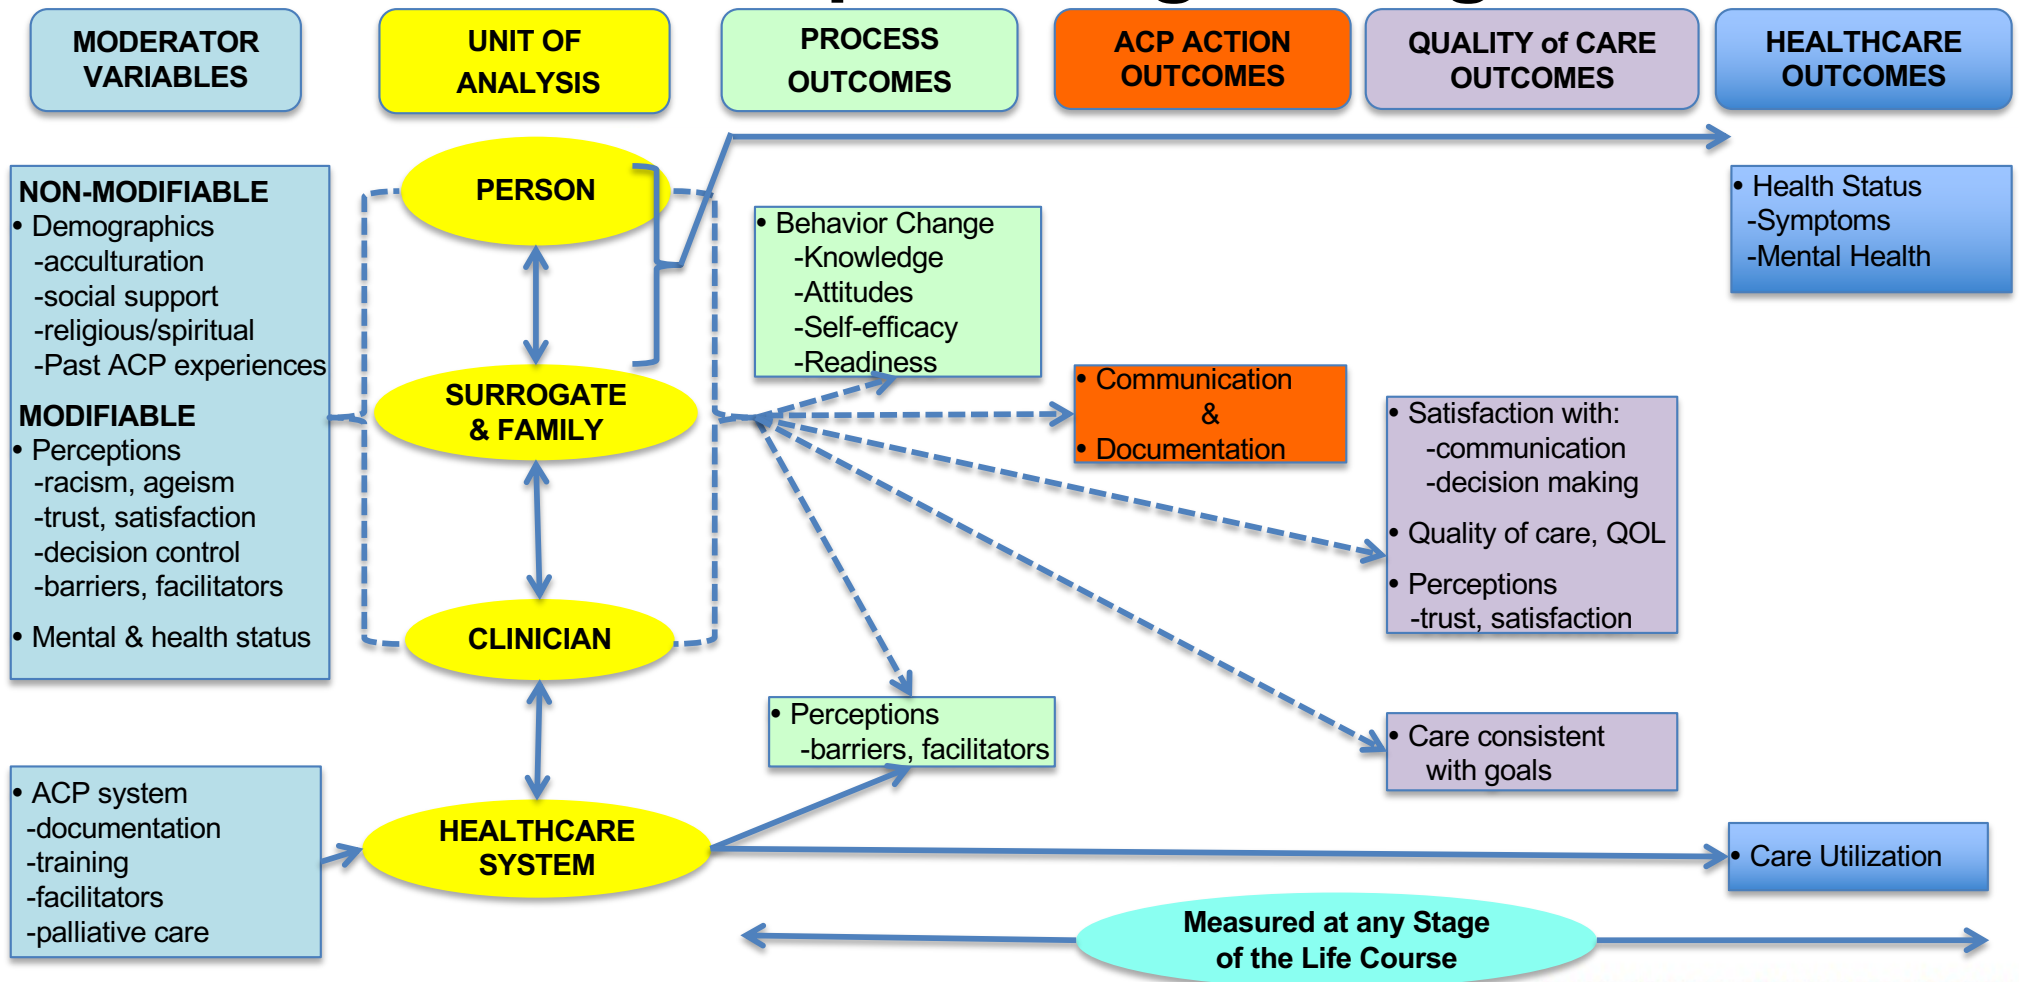 MODERATOR
VARIABLES
UNIT OF
ANALYSIS
PROCESS
OUTCOMES
ACP ACTION
OUTCOMES
QUALITY of CARE
OUTCOMES
HEALTHCARE
OUTCOMES
NON-MODIFIABLE
• Demographics
-acculturation
-social support
-religious/spiritual
-Past ACP experiences
MODIFIABLE
• Perceptions
-racism, ageism
-trust, satisfaction
-decision control
-barriers, facilitators
• Mental & health status
• ACP system
-documentation
-training
-facilitators
-palliative care
PERSON
SURROGATE
& FAMILY
CLINICIAN
HEALTHCARE
SYSTEM
• Behavior Change
-Knowledge
-Attitudes
-Self-efficacy
-Readiness
• Perceptions
-barriers, facilitators
• Communication
&
• Documentation
• Satisfaction with:
-communication
-decision making
• Quality of care, QOL
• Perceptions
-trust, satisfaction
• Care consistent
with goals
• Health Status
-Symptoms
-Mental Health
• Care Utilization
Measured at any Stage
of the Life Course